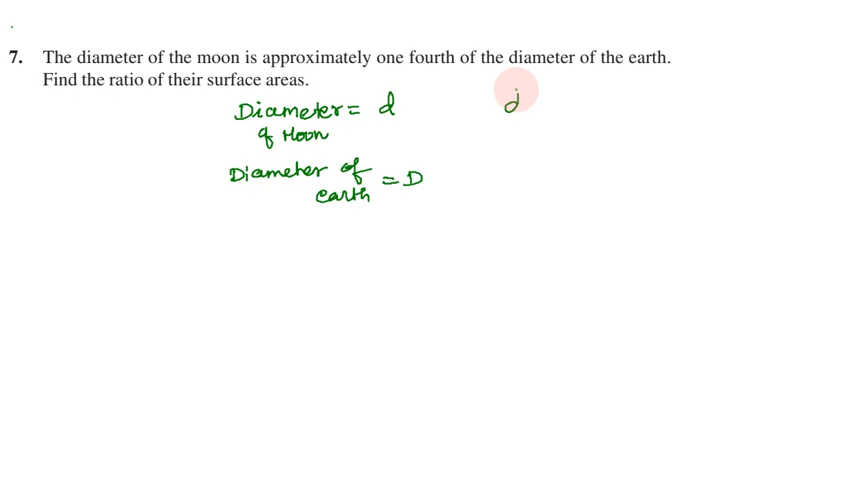 7. The diameter of the moon is approximately one fourth of the diameter of the earth.
Find the ratio of their surface areas.
Diameter = d d
of Moon
Diameter of
earth = D